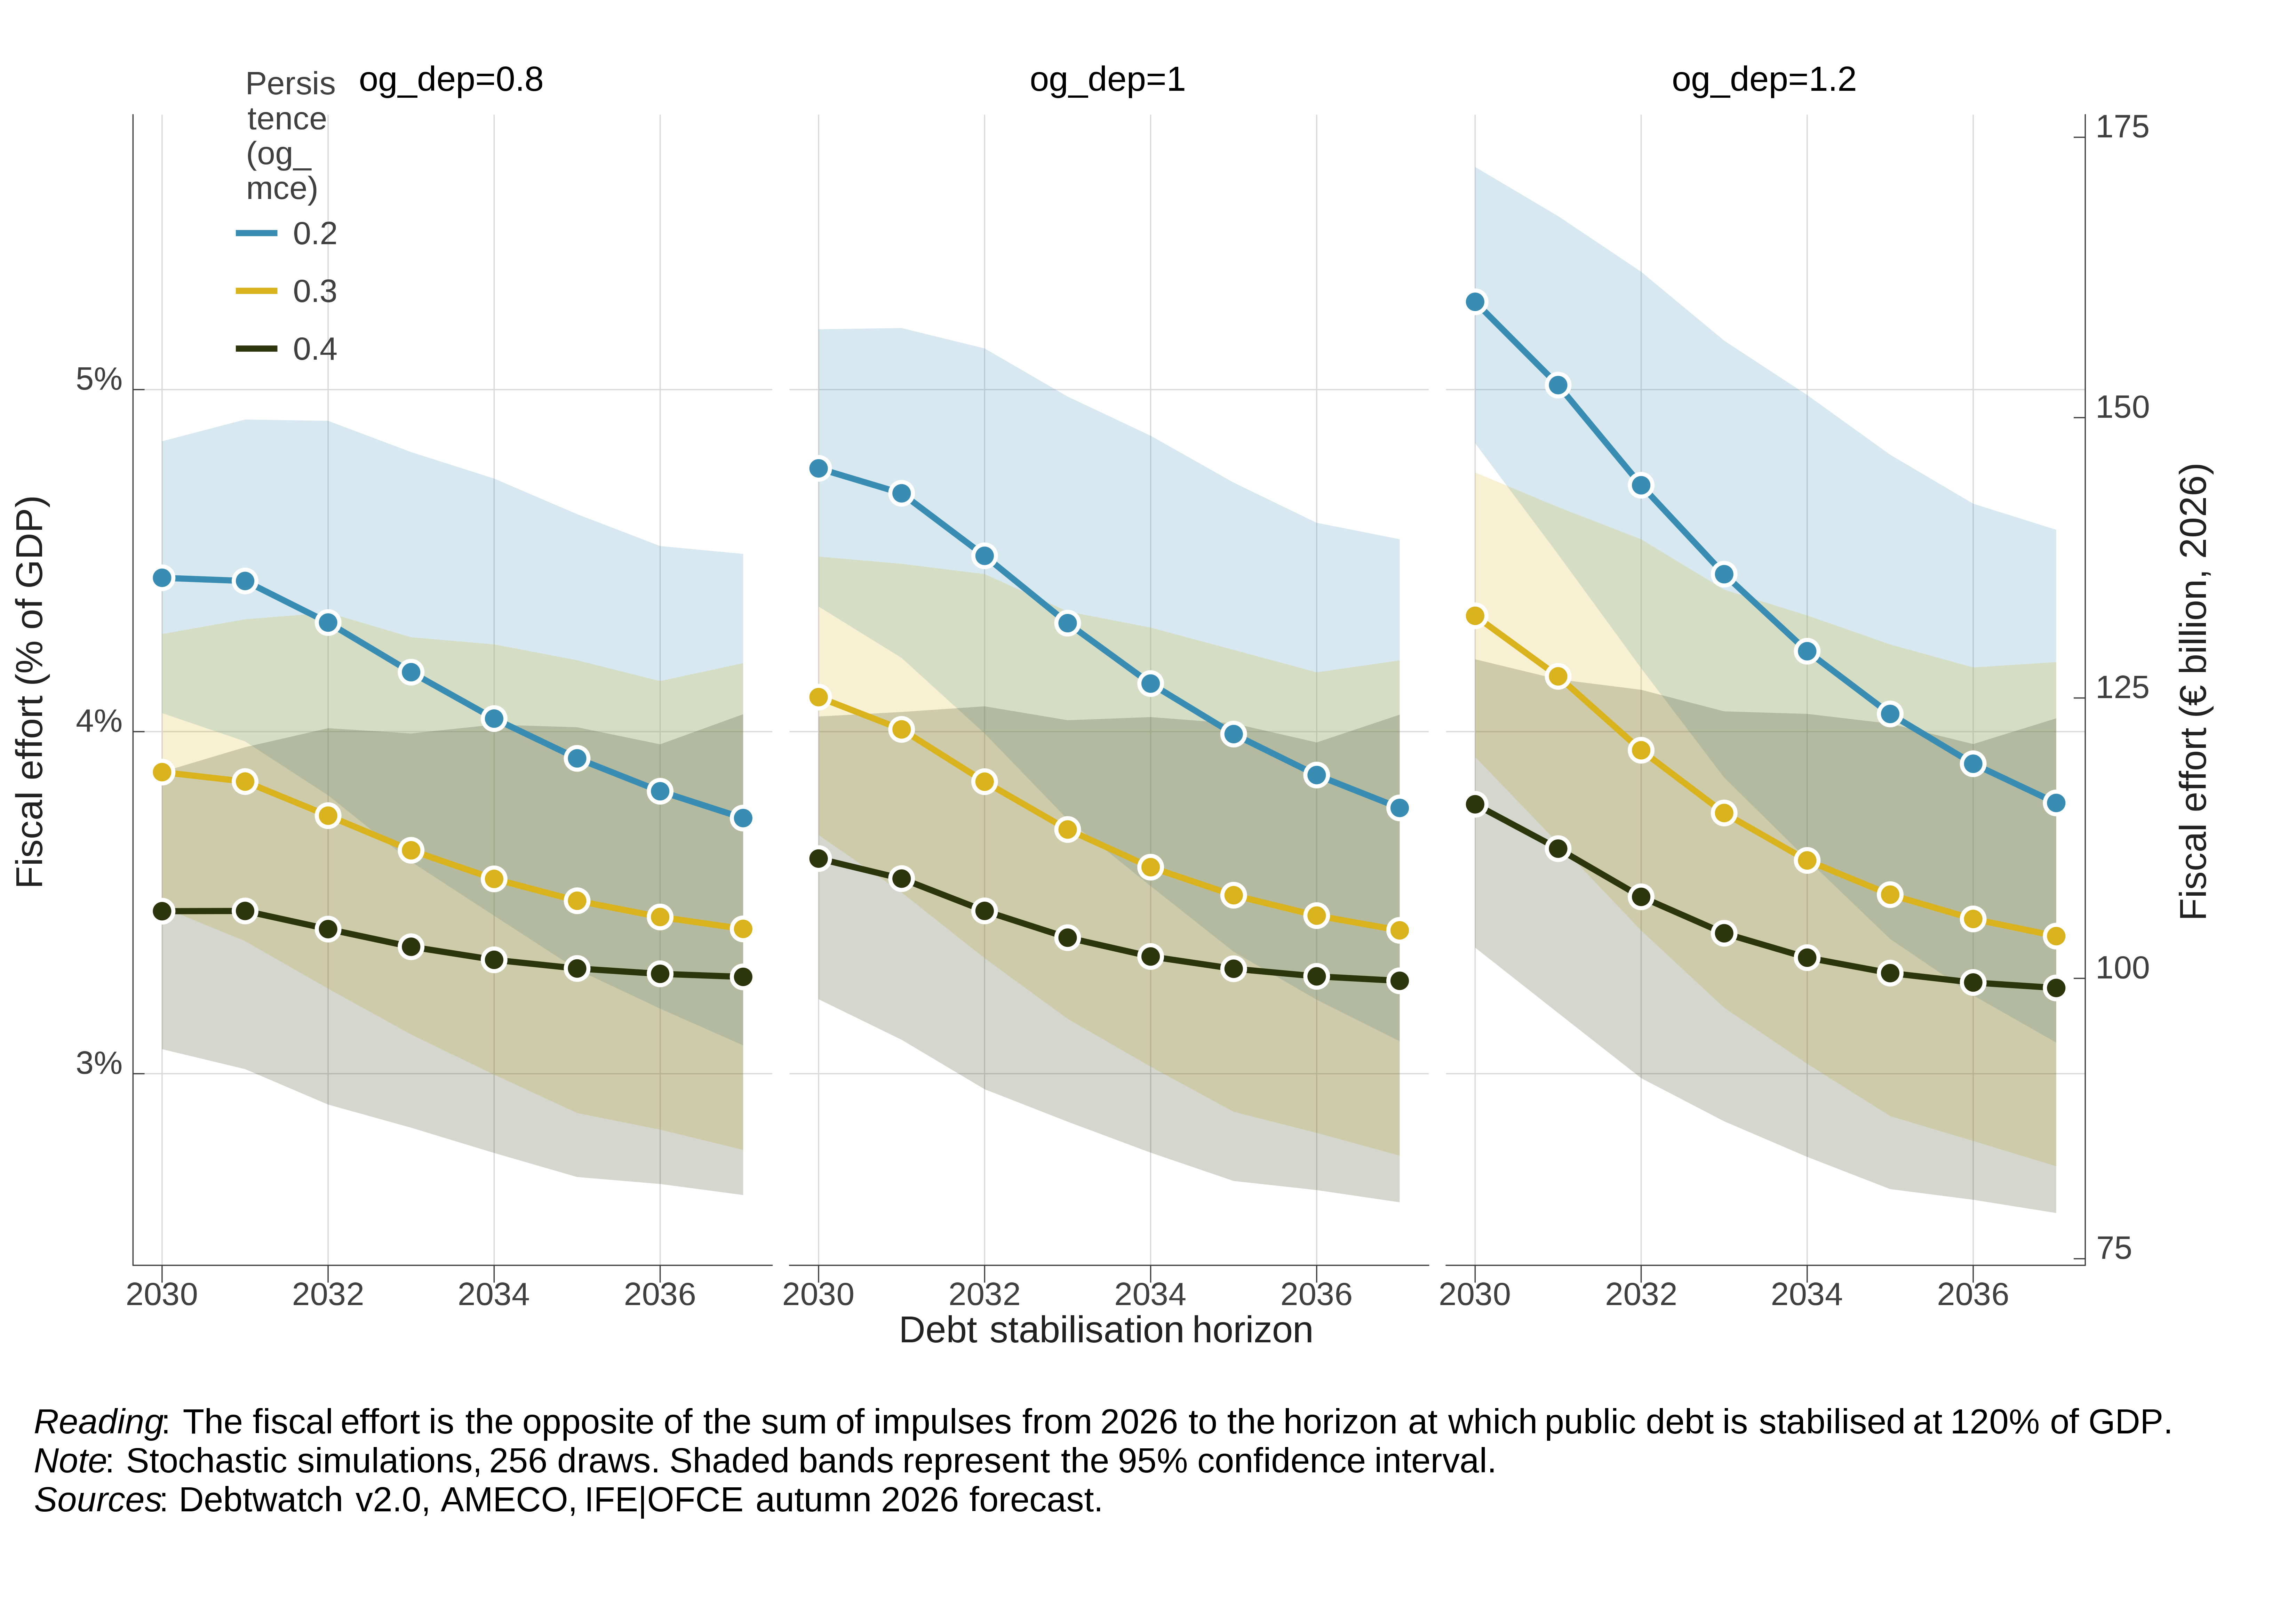 og_dep=0.8
og_dep=1
og_dep=1.2
Persis
tence
(og_
mce)
0.2
0.3
0.4
5%
4%
3%
Fiscal effort (% of GDP)
175
150
125
100
75
Fiscal effort (€ billion, 2026)
2030 2032 2034 2036 2030 2032 2034 2036 2030 2032 2034 2036
Debt stabilisation horizon
Reading: The fiscal effort is the opposite of the sum of impulses from 2026 to the horizon at which public debt is stabilised at 120% of GDP.
Note: Stochastic simulations, 256 draws. Shaded bands represent the 95% confidence interval.
Sources: Debtwatch v2.0, AMECO, IFE|OFCE autumn 2026 forecast.